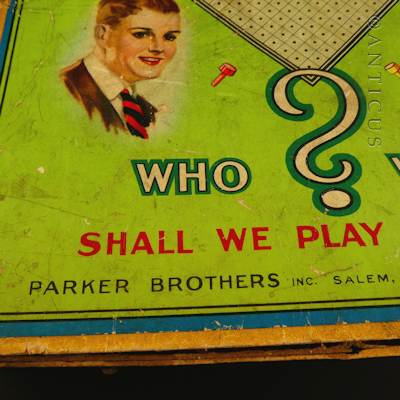 WHO ?
SHALL WE PLAY
PARKER BROTHERS INC. SALEM,
© ANTICUS